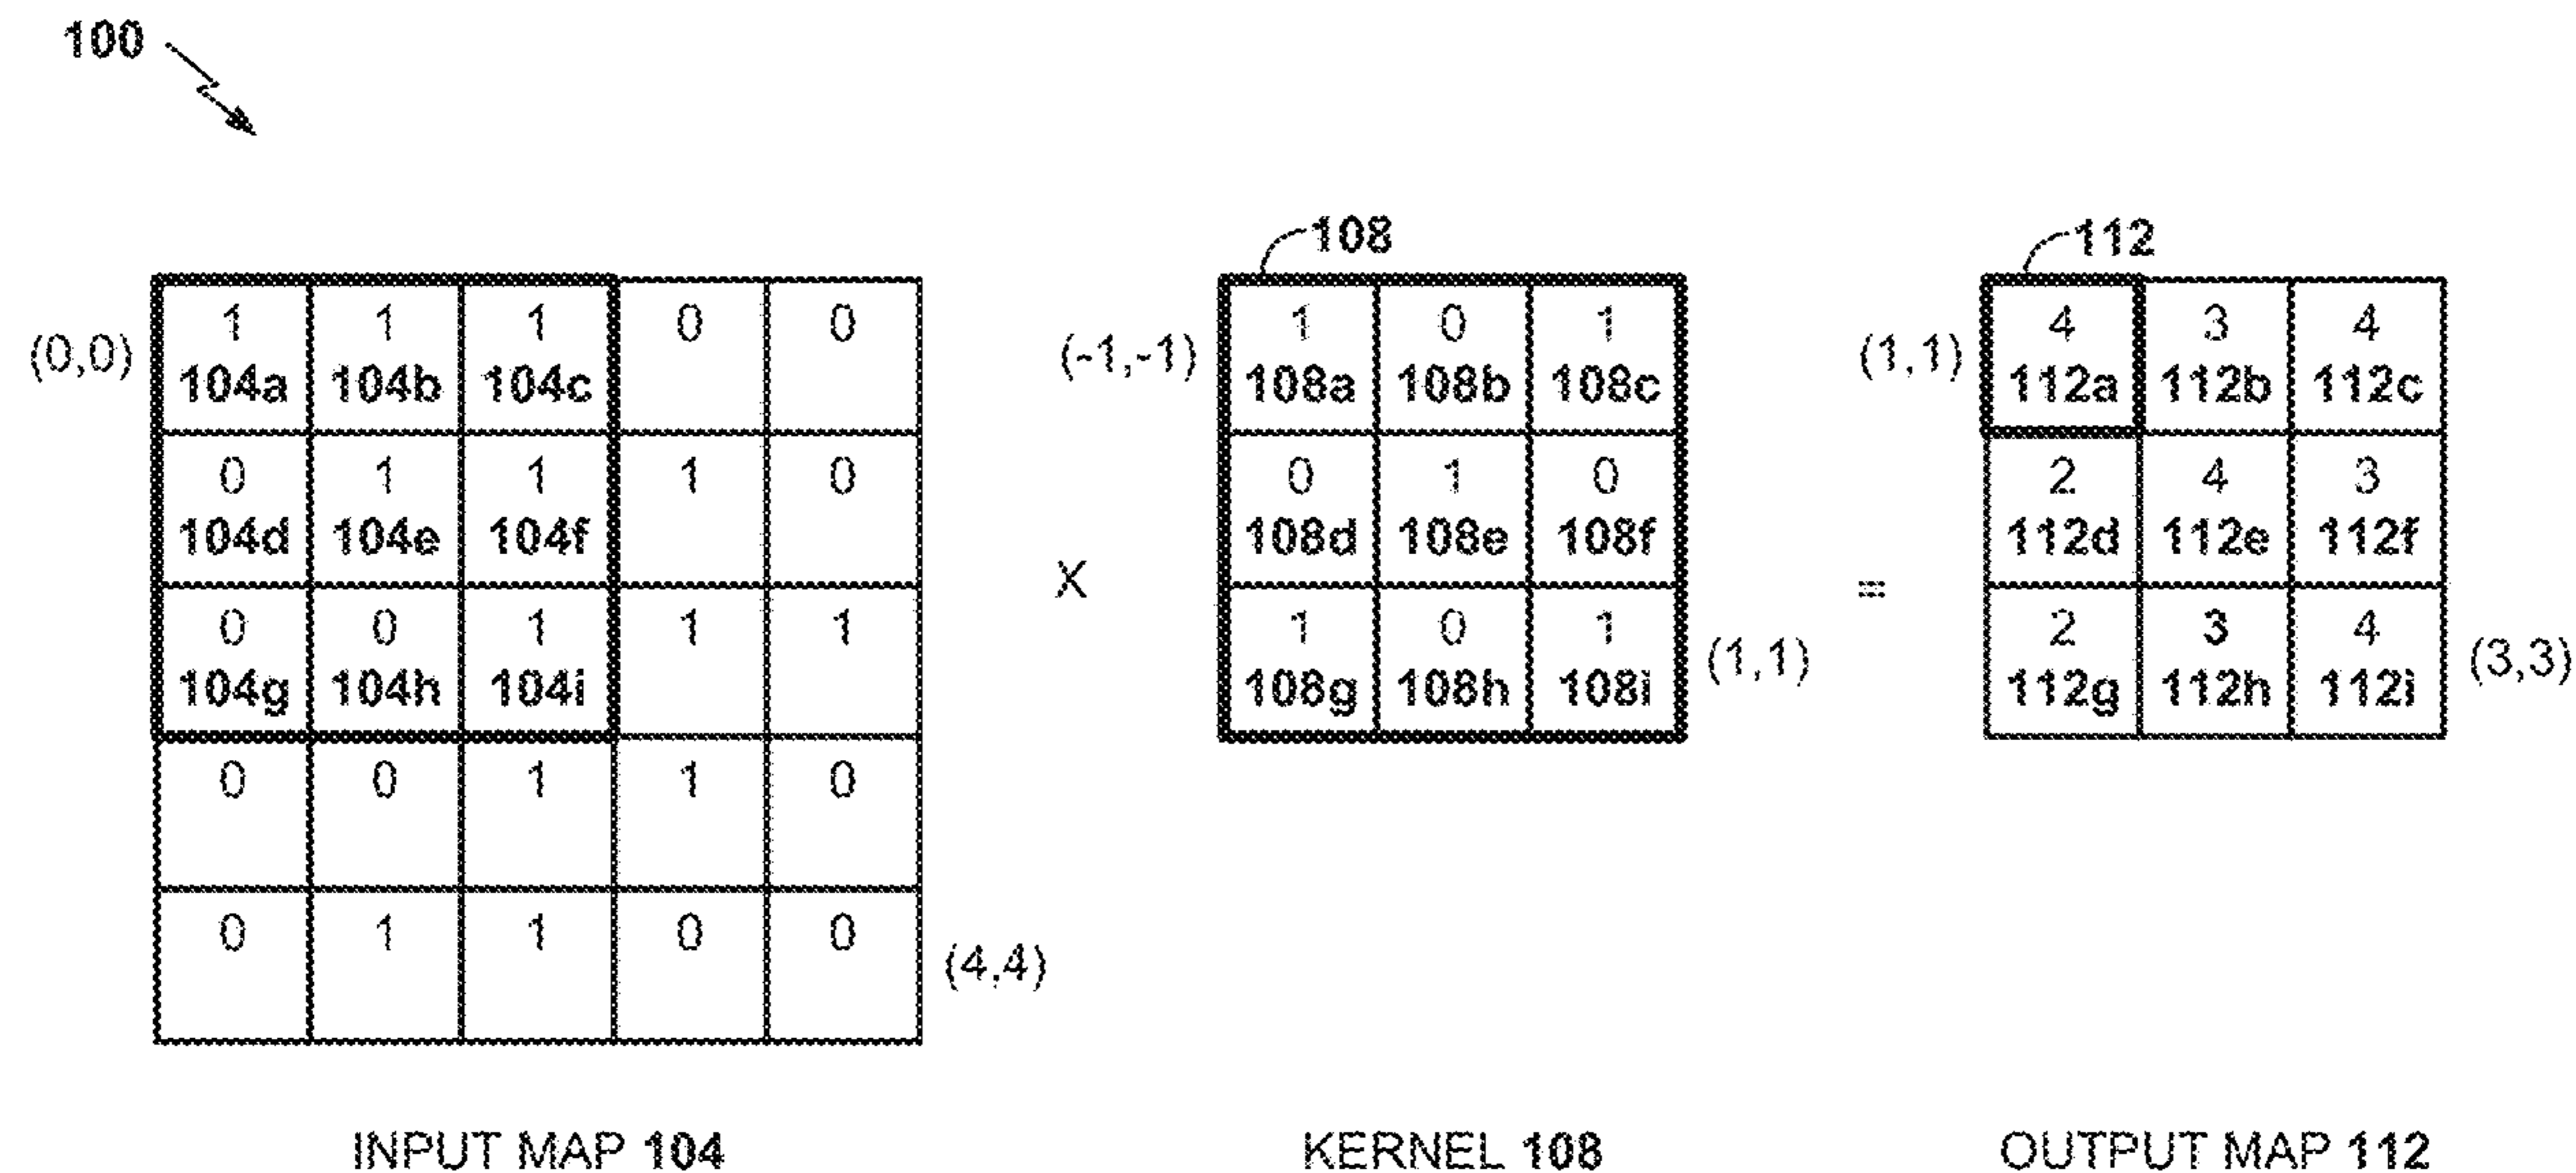 100
108
112
(0,0)
1 1 1 0 0
104a 104b 104c
0 1 1 1 0
104d 104e 104f
0 0 1 1 1
104g 104h 104i
0 0 1 1 0
0 1 1 0 0
(4,4)
X
(-1,-1)
1 0 1
108a 108b 108c
0 1 0
108d 108e 108f
1 0 1
108g 108h 108i
(1,1)
=
(1,1)
4 3 4
112a 112b 112c
2 4 3
112d 112e 112f
2 3 4
112g 112h 112i
(3,3)
INPUT MAP 104
KERNEL 108
OUTPUT MAP 112